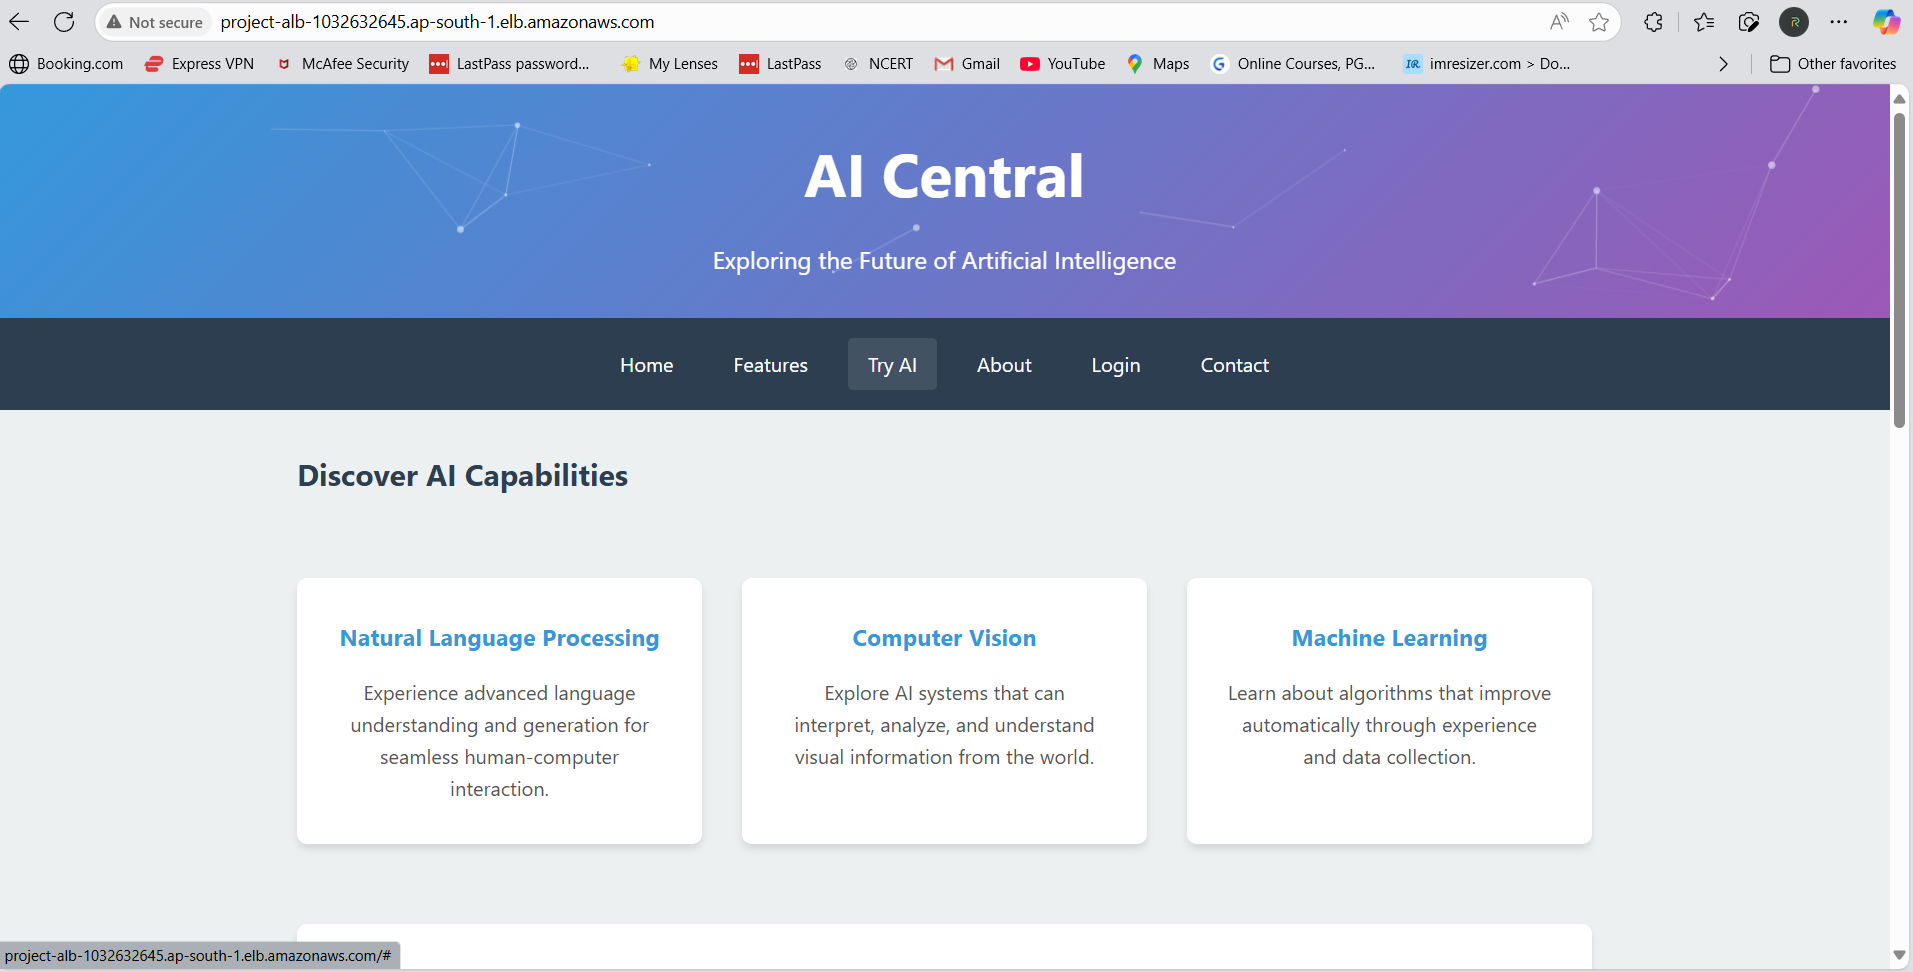 Not secure project-alb-1032632645.ap-south-1.elb.amazonaws.com
Booking.com Express VPN McAfee Security LastPass password... My Lenses LastPass NCERT Gmail YouTube Maps Online Courses, PG... imresizer.com > Do... Other favorites
AI Central
Exploring the Future of Artificial Intelligence
Home Features Try AI About Login Contact
Discover AI Capabilities
Natural Language Processing
Experience advanced language
understanding and generation for
seamless human-computer
interaction.
Computer Vision
Explore AI systems that can
interpret, analyze, and understand
visual information from the world.
Machine Learning
Learn about algorithms that improve
automatically through experience
and data collection.
project-alb-1032632645.ap-south-1.elb.amazonaws.com/#